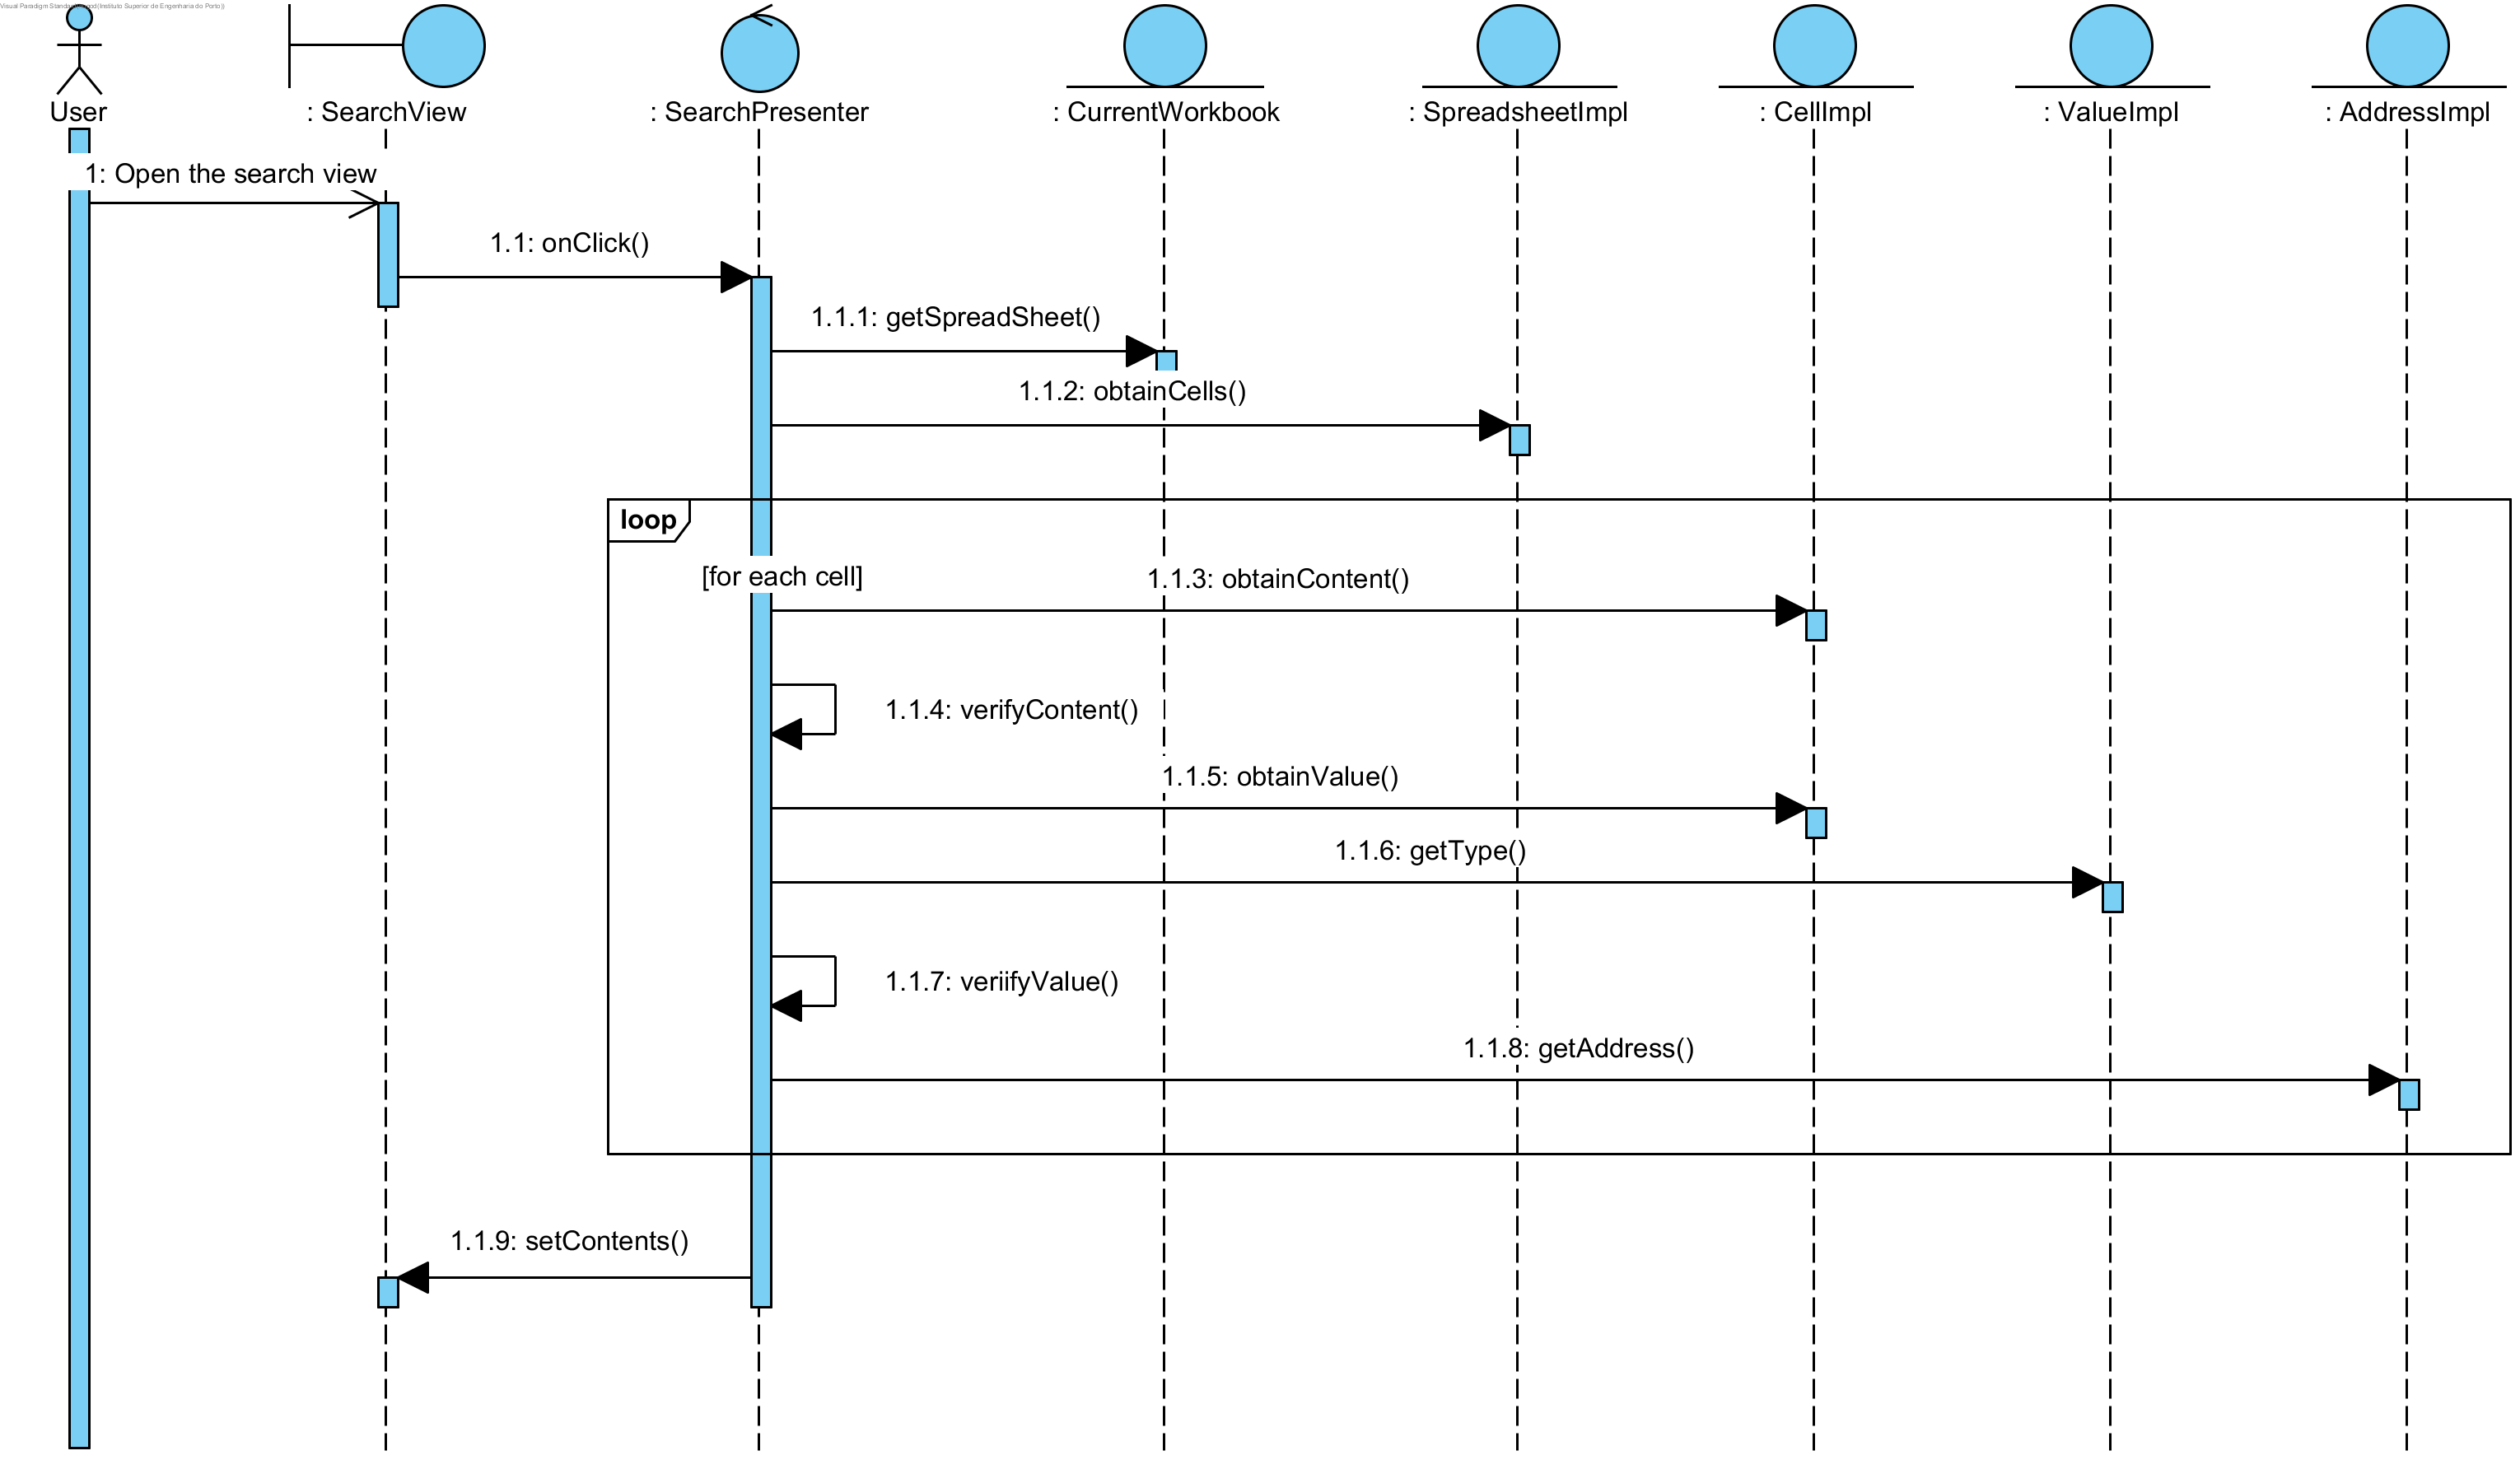 Visual Paradigm Standard (Instituto Superior de Engenharia do Porto)
User
: SearchView
: SearchPresenter
: CurrentWorkbook
: SpreadsheetImpl
: CellImpl
: ValueImpl
: AddressImpl
1: Open the search view
1.1: onClick()
1.1.1: getSpreadSheet()
1.1.2: obtainCells()
loop
[for each cell]
1.1.3: obtainContent()
1.1.4: verifyContent()
1.1.5: obtainValue()
1.1.6: getType()
1.1.7: veriifyValue()
1.1.8: getAddress()
1.1.9: setContents()